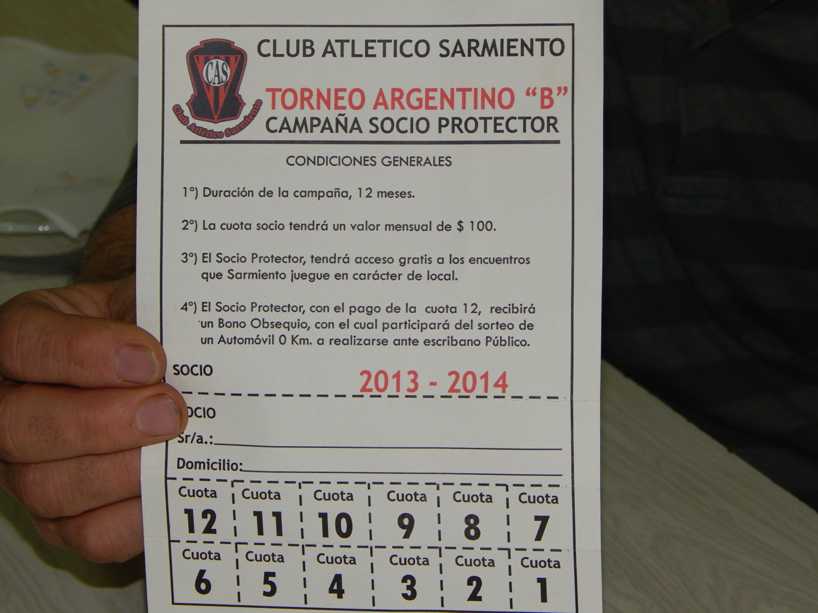 CLUB ATLETICO SARMIENTO
CAS
Club Atlético Sarmiento
TORNEO ARGENTINO “B”
CAMPAÑA SOCIO PROTECTOR
CONDICIONES GENERALES
1º) Duración de la campaña, 12 meses.
2º) La cuota socio tendrá un valor mensual de $ 100.
3º) El Socio Protector, tendrá acceso gratis a los encuentros
que Sarmiento juegue en carácter de local.
4º) El Socio Protector, con el pago de la cuota 12, recibirá
un Bono Obsequio, con el cual participará del sorteo de
un Automóvil 0 Km. a realizarse ante escribano Público.
SOCIO
2013 - 2014
OCIO
Sr/a.:
Domicilio:
Cuota Cuota Cuota Cuota Cuota Cuota
12 11 10 9 8 7
Cuota Cuota Cuota Cuota Cuota Cuota
6 5 4 3 2 1